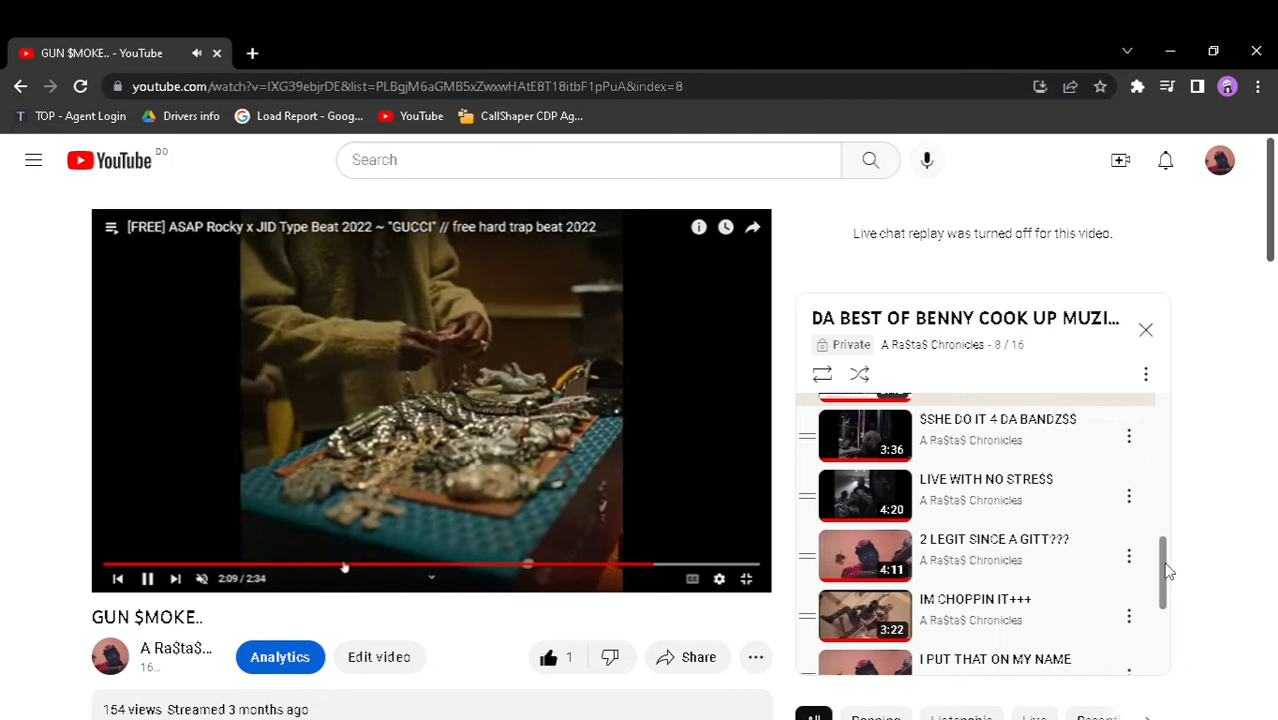 GUN $MOKE.. - YouTube
youtube.com/watch?v=IXG39ebjrDE&list=PLBgjM6aGMB5xZwxwHAtE8T18itbF1pPuA&index=8
TOP - Agent Login
Drivers info
Load Report - Goog...
YouTube
CallShaper CDP Ag...
YouTube DO
Search
[FREE] ASAP Rocky x JID Type Beat 2022 ~ "GUCCI" // free hard trap beat 2022
2:09 / 2:34
Live chat replay was turned off for this video.
DA BEST OF BENNY COOK UP MUZI...
Private
A Ra$ta$ Chronicles - 8 / 16
$SHE DO IT 4 DA BANDZ$$
A Ra$ta$ Chronicles
3:36
LIVE WITH NO STRE$$
A Ra$ta$ Chronicles
4:20
2 LEGIT SINCE A GITT???
A Ra$ta$ Chronicles
4:11
IM CHOPPIN IT+++
A Ra$ta$ Chronicles
3:22
I PUT THAT ON MY NAME
GUN $MOKE..
A Ra$ta$...
16...
Analytics
Edit video
1
Share
154 views Streamed 3 months ago
All